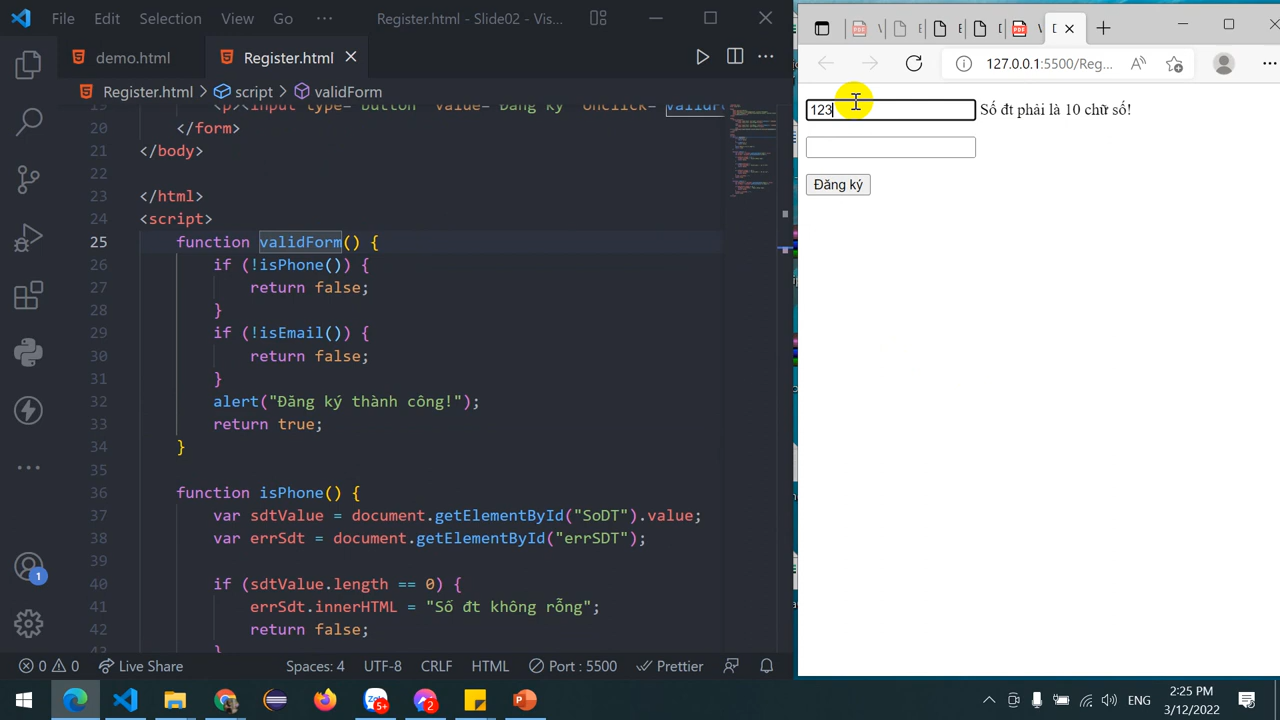 File Edit Selection View Go ··· Register.html - Slide02 - Vis...
demo.html Register.html
Register.html > script > validForm
20 </form>
21 </body>
22
23 </html>
24 <script>
25 function validForm() {
26 if (!isPhone()) {
27 return false;
28 }
29 if (!isEmail()) {
30 return false;
31 }
32 alert("Đăng ký thành công!");
33 return true;
34 }
35
36 function isPhone() {
37 var sdtValue = document.getElementById("SoDT").value;
38 var errSdt = document.getElementById("errSDT");
39
40 if (sdtValue.length == 0) {
41 errSdt.innerHTML = "Số đt không rỗng";
42 return false;
1
0 0 Live Share Spaces: 4 UTF-8 CRLF HTML Port : 5500 Prettier
127.0.0.1:5500/Reg...
123 Số đt phải là 10 chữ số!
Đăng ký
5+ 2 ENG 2:25 PM
3/12/2022